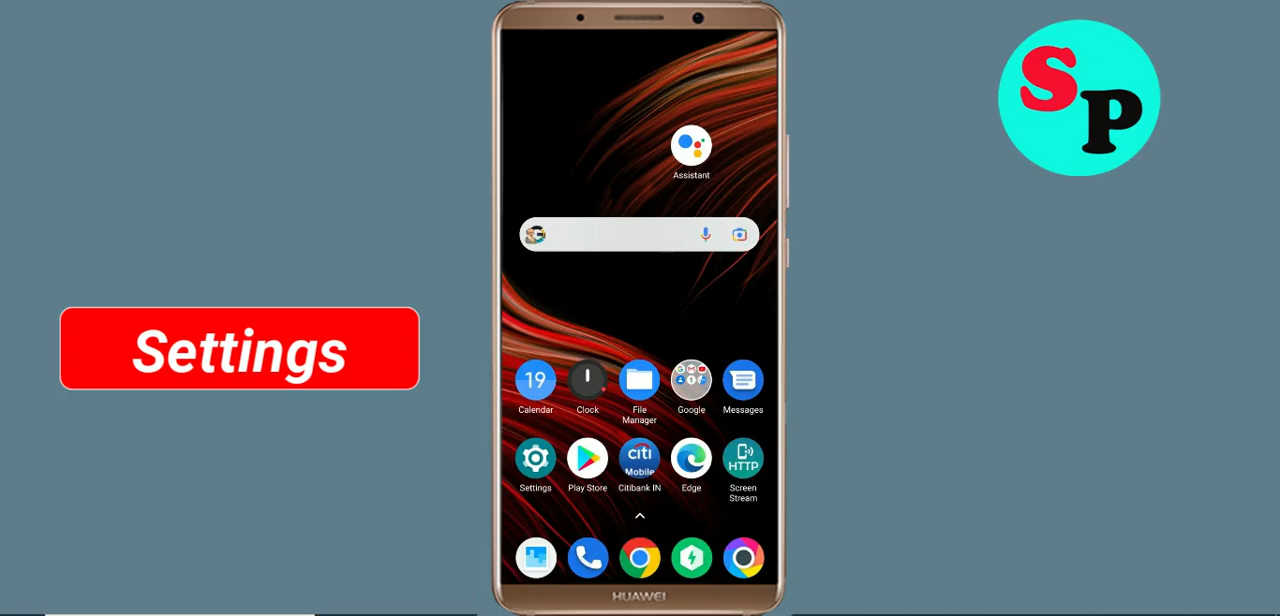 S
P
Assistant
Settings
19
Calendar
Clock
File
Manager
Google
Messages
citi
Mobile
HTTP
Settings
Play Store
Citibank IN
Edge
Screen
Stream
HUAWEI